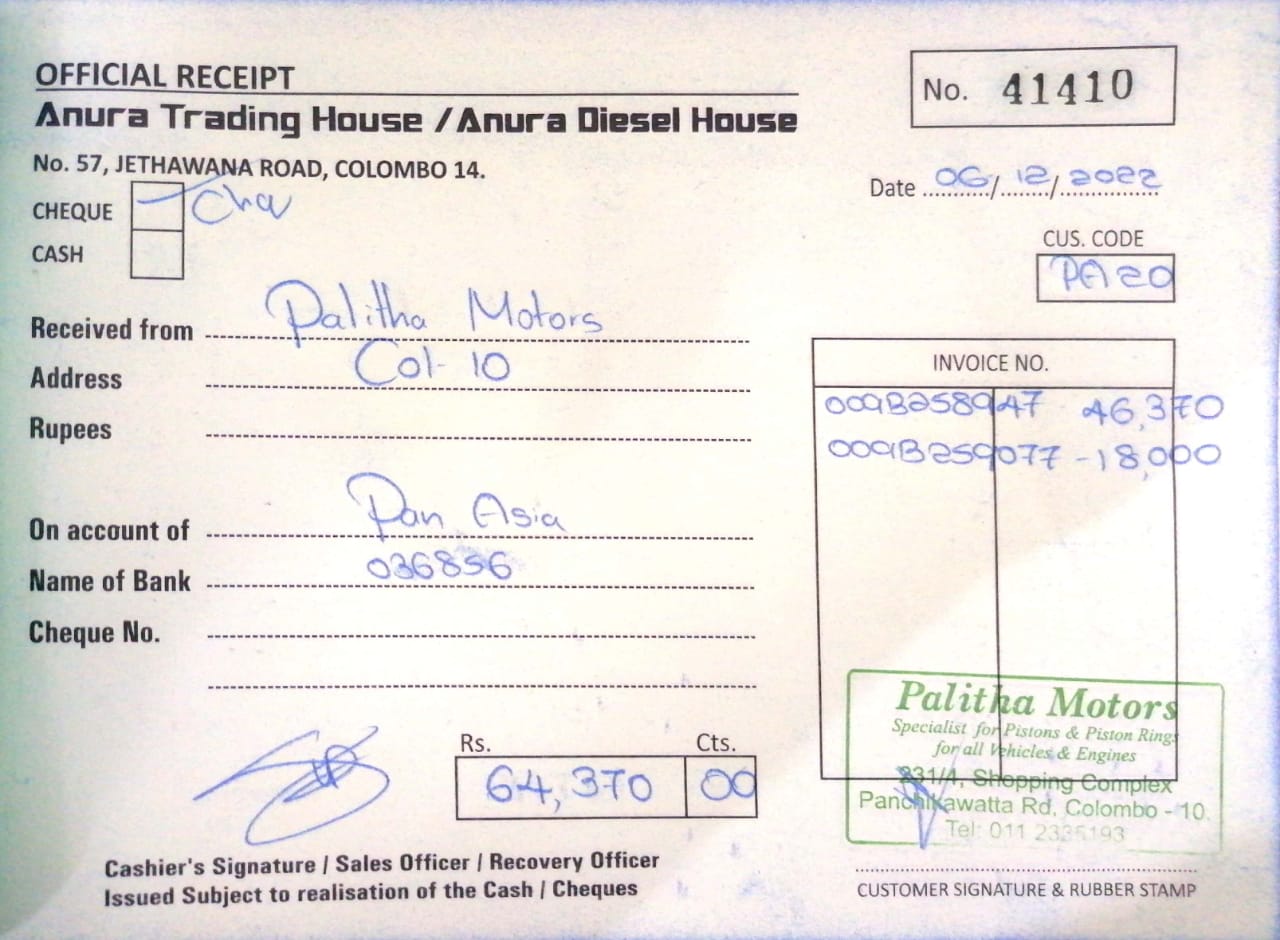 OFFICIAL RECEIPT
No. 41410
Anura Trading House / Anura Diesel House
No. 57, JETHAWANA ROAD, COLOMBO 14.
Date 06/12/2022
CHEQUE Cha
CASH
CUS. CODE
PA20
Received from Palitha Motors
Address Col- 10
Rupees
INVOICE NO.
009B258947 46,370
009B259077 - 18,000
On account of Pan Asia
Name of Bank 036856
Cheque No.
Rs. Cts.
64,370 00
Palitha Motors
Specialist for Pistons & Piston Rings
for all Vehicles & Engines
331/4, Shopping Complex
Panchikawatta Rd, Colombo - 10.
Tel: 011 2335193
Cashier's Signature / Sales Officer / Recovery Officer
Issued Subject to realisation of the Cash / Cheques
CUSTOMER SIGNATURE & RUBBER STAMP